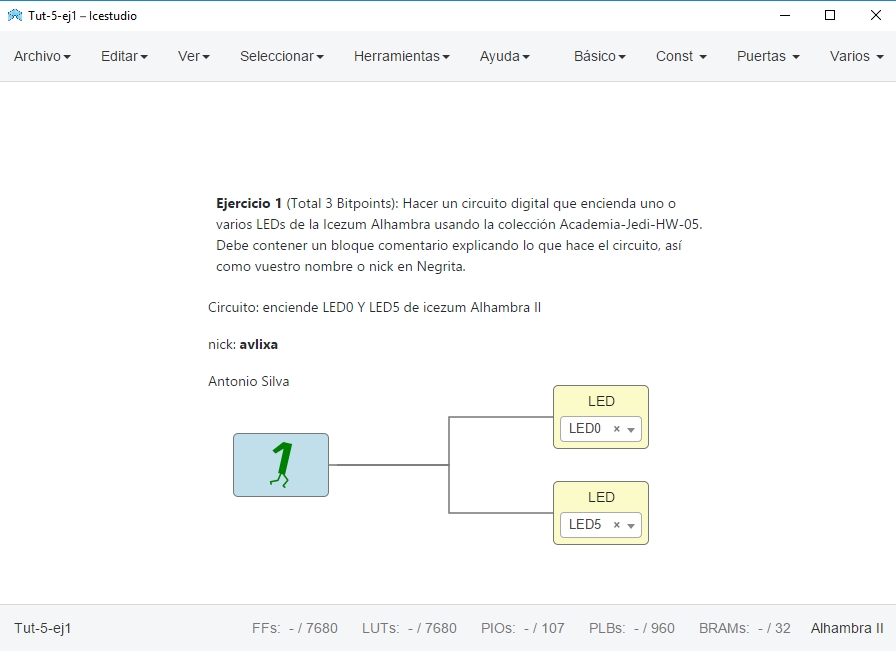 Tut-5-ej1 – Icestudio
Archivo Editar Ver Seleccionar Herramientas Ayuda Básico Const Puertas Varios
Ejercicio 1 (Total 3 Bitpoints): Hacer un circuito digital que encienda uno o
varios LEDs de la Icezum Alhambra usando la colección Academia-Jedi-HW-05.
Debe contener un bloque comentario explicando lo que hace el circuito, así
como vuestro nombre o nick en Negrita.
Circuito: enciende LED0 Y LED5 de icezum Alhambra II
nick: avlixa
Antonio Silva
LED
LED0 ×
1
LED
LED5 ×
Tut-5-ej1 FFs: - / 7680 LUTs: - / 7680 PIOs: - / 107 PLBs: - / 960 BRAMs: - / 32 Alhambra II